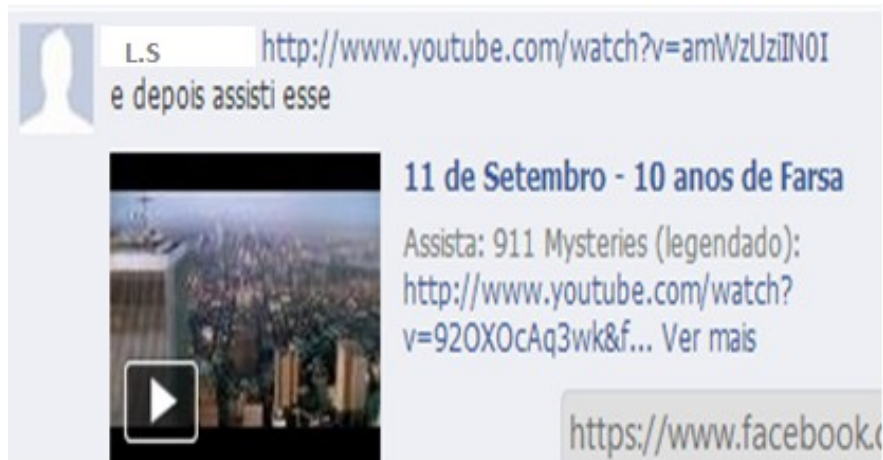 L.S http://www.youtube.com/watch?v=amWzUziIN0I
e depois assisti esse
11 de Setembro - 10 anos de Farsa
Assista: 911 Mysteries (legendado):
http://www.youtube.com/watch?
v=92OXOcAq3wk&f... Ver mais
https://www.facebook.c